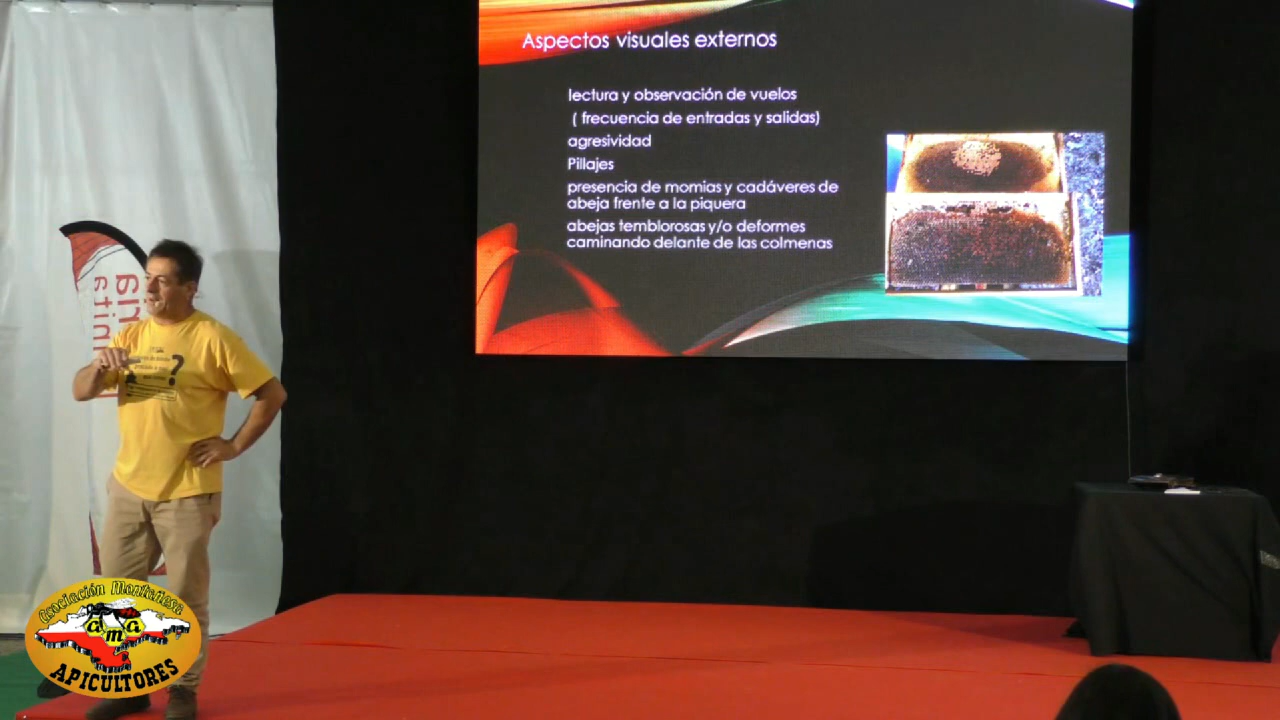 Aspectos visuales externos
lectura y observación de vuelos
( frecuencia de entradas y salidas)
agresividad
Pillajes
presencia de momias y cadáveres de
abeja frente a la piquera
abejas temblorosas y/o deformes
caminando delante de las colmenas
?
Asociación Montañesa
ama
APICULTORES